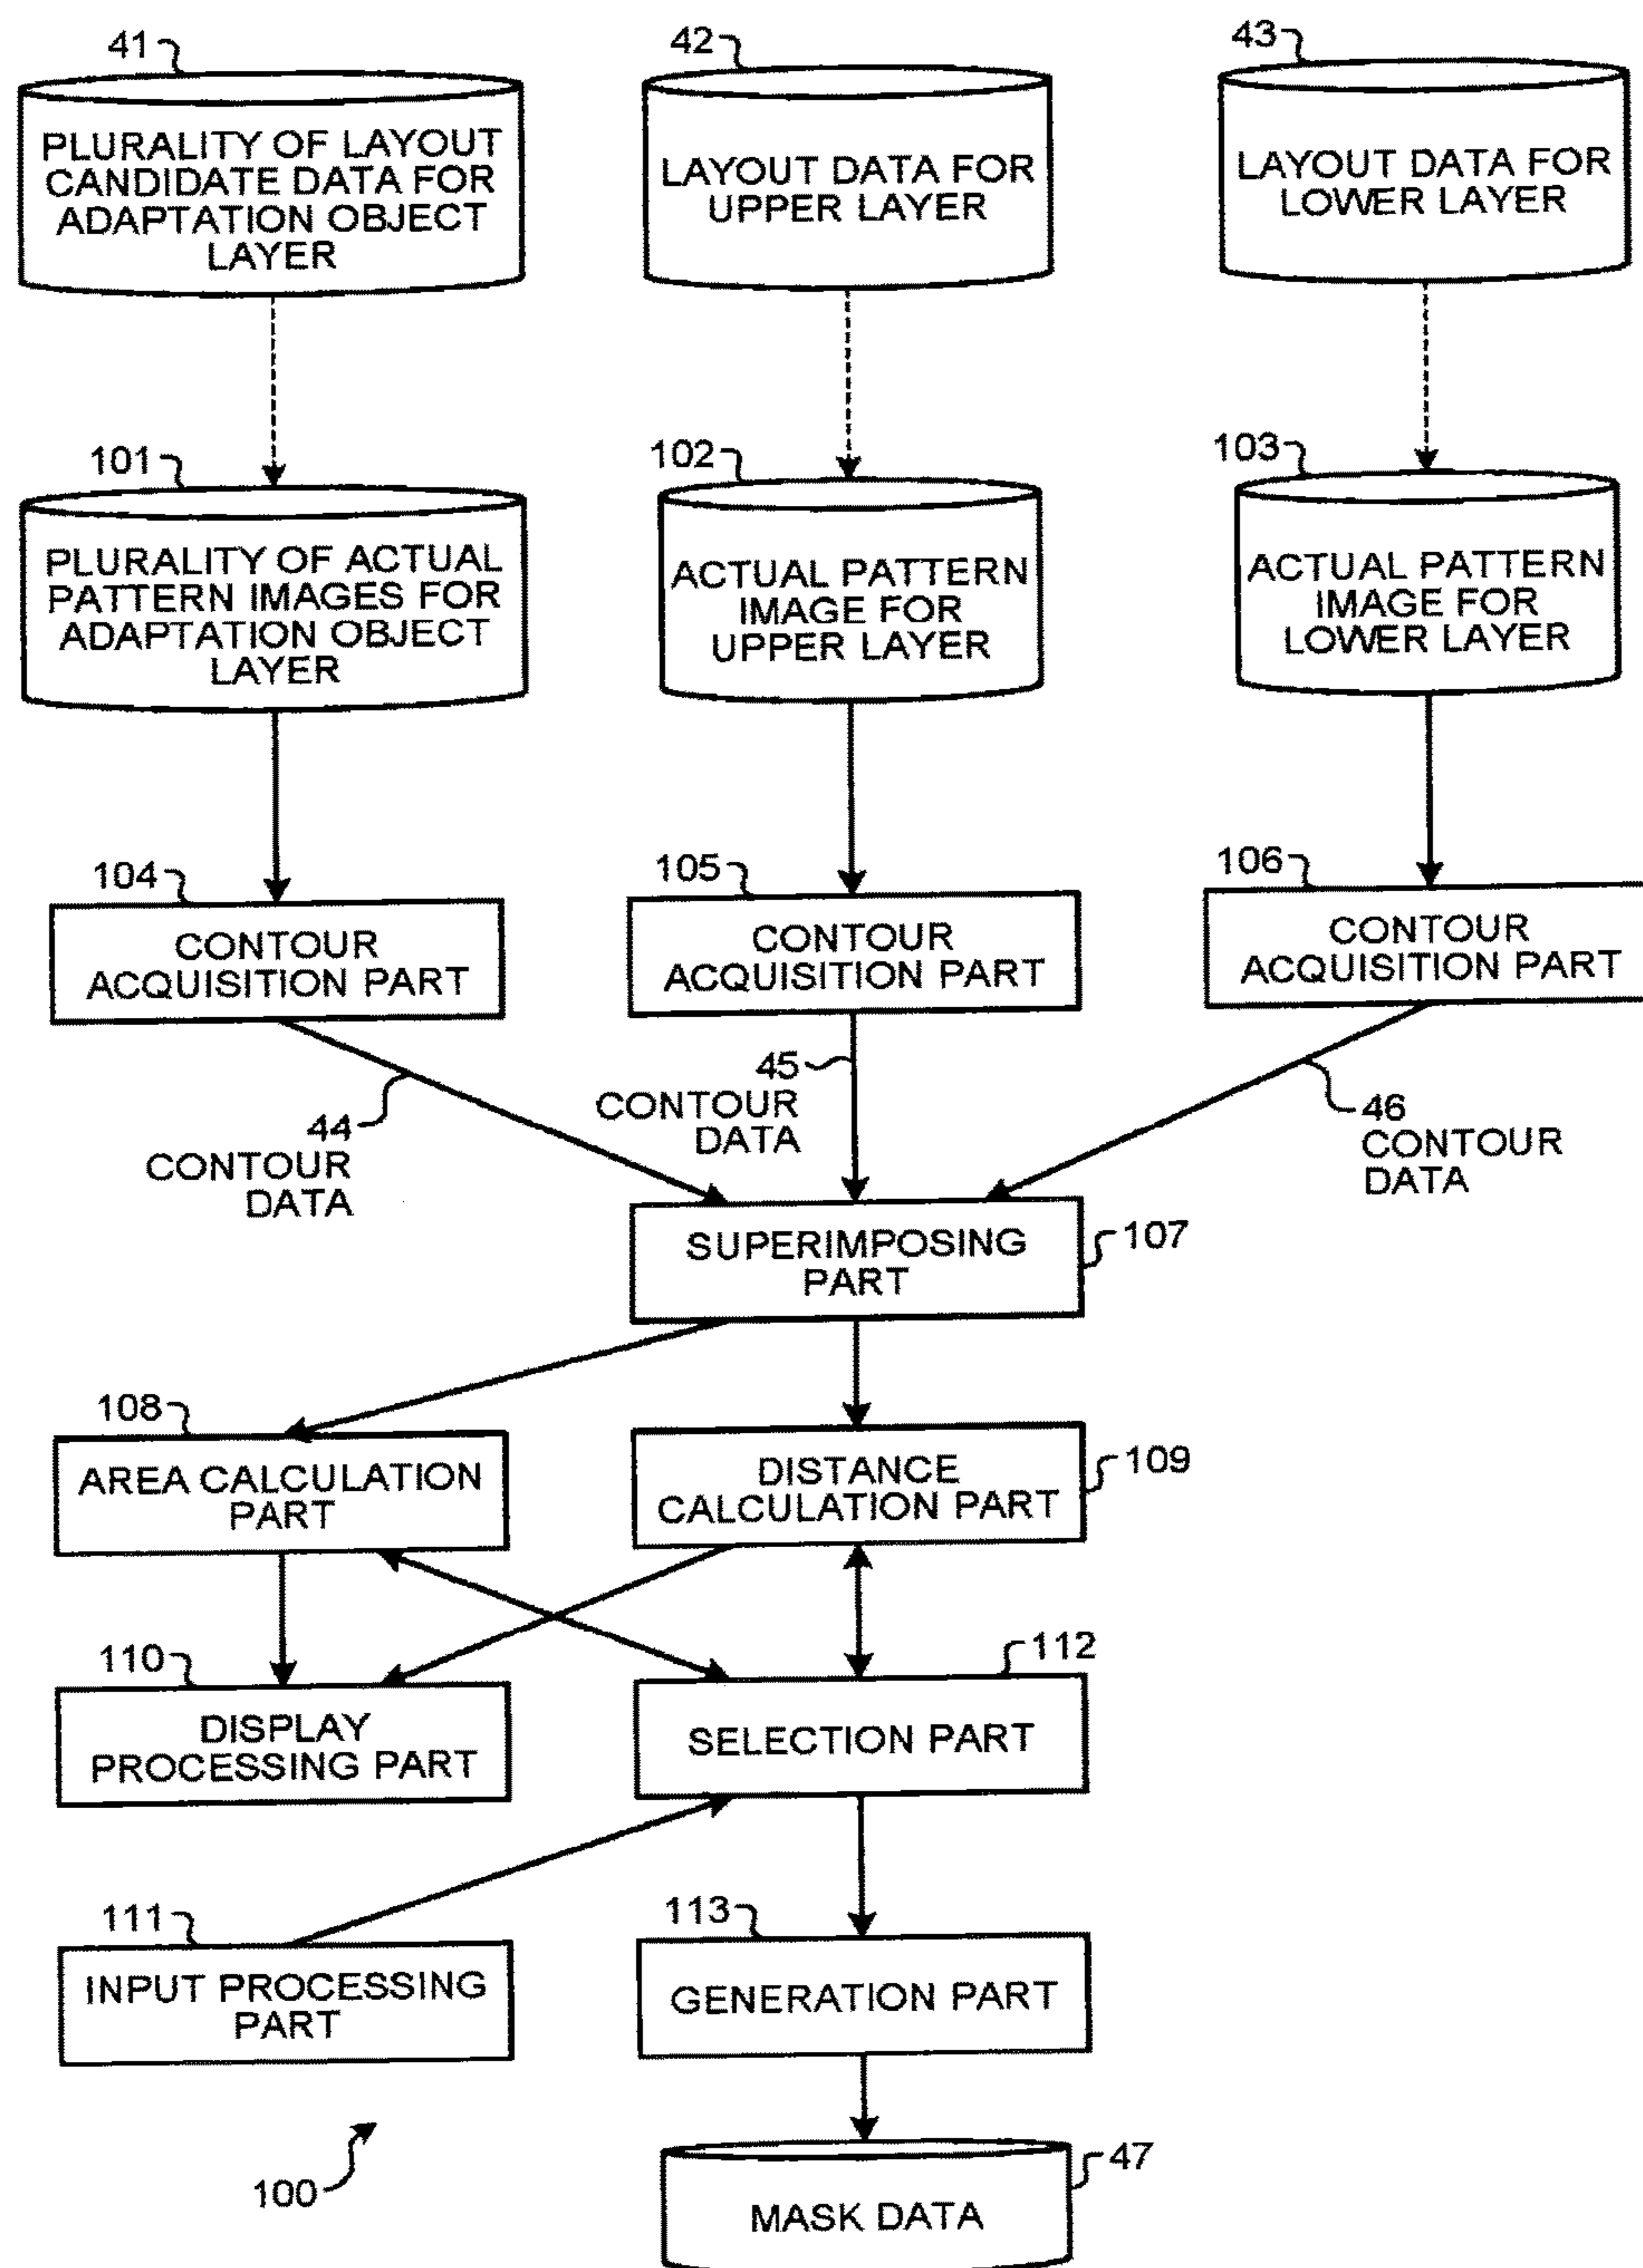 41
PLURALITY OF LAYOUT
CANDIDATE DATA FOR
ADAPTATION OBJECT
LAYER
42
LAYOUT DATA FOR
UPPER LAYER
43
LAYOUT DATA FOR
LOWER LAYER
101
PLURALITY OF ACTUAL
PATTERN IMAGES FOR
ADAPTATION OBJECT
LAYER
102
ACTUAL PATTERN
IMAGE FOR
UPPER LAYER
103
ACTUAL PATTERN
IMAGE FOR
LOWER LAYER
104
CONTOUR
ACQUISITION PART
105
CONTOUR
ACQUISITION PART
106
CONTOUR
ACQUISITION PART
44
CONTOUR
DATA
45
CONTOUR
DATA
46
CONTOUR
DATA
SUPERIMPOSING
PART
107
108
AREA CALCULATION
PART
DISTANCE
CALCULATION PART
109
110
DISPLAY
PROCESSING PART
112
SELECTION PART
111
INPUT PROCESSING
PART
113
GENERATION PART
100
47
MASK DATA